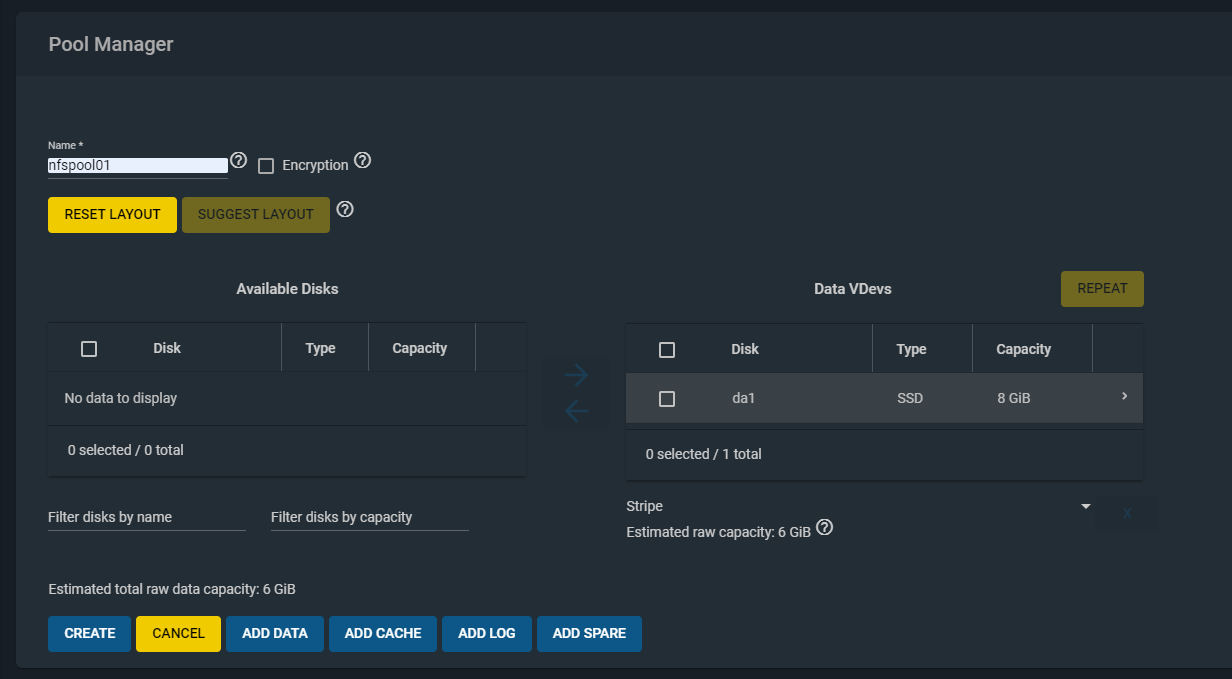 Pool Manager
Name *
nfspool01
Encryption
RESET LAYOUT SUGGEST LAYOUT
Available Disks
Disk Type Capacity
No data to display
0 selected / 0 total
Filter disks by name Filter disks by capacity
Data VDevs REPEAT
Disk Type Capacity
da1 SSD 8 GiB
0 selected / 1 total
Stripe X
Estimated raw capacity: 6 GiB
Estimated total raw data capacity: 6 GiB
CREATE CANCEL ADD DATA ADD CACHE ADD LOG ADD SPARE